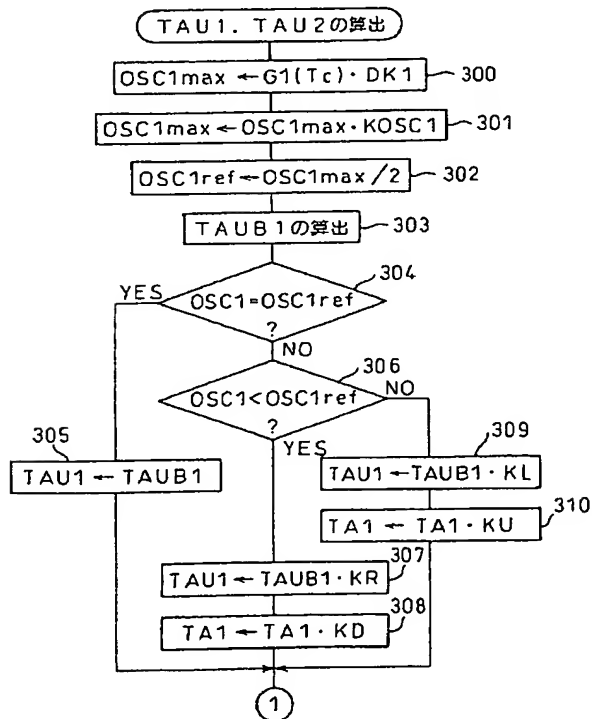 TAU1. TAU2の算出
OSC1max ← G1(Tc)・DK1
300
OSC1max ← OSC1max・KOSC1
301
OSC1ref ← OSC1max/2
302
TAUB1の算出
303
304
YES
OSC1=OSC1ref
?
NO
306
OSC1<OSC1ref
?
NO
YES
305
TAU1 ← TAUB1
309
TAU1 ← TAUB1・KL
310
TA1 ← TA1・KU
307
TAU1 ← TAUB1・KR
308
TA1 ← TA1・KD
1